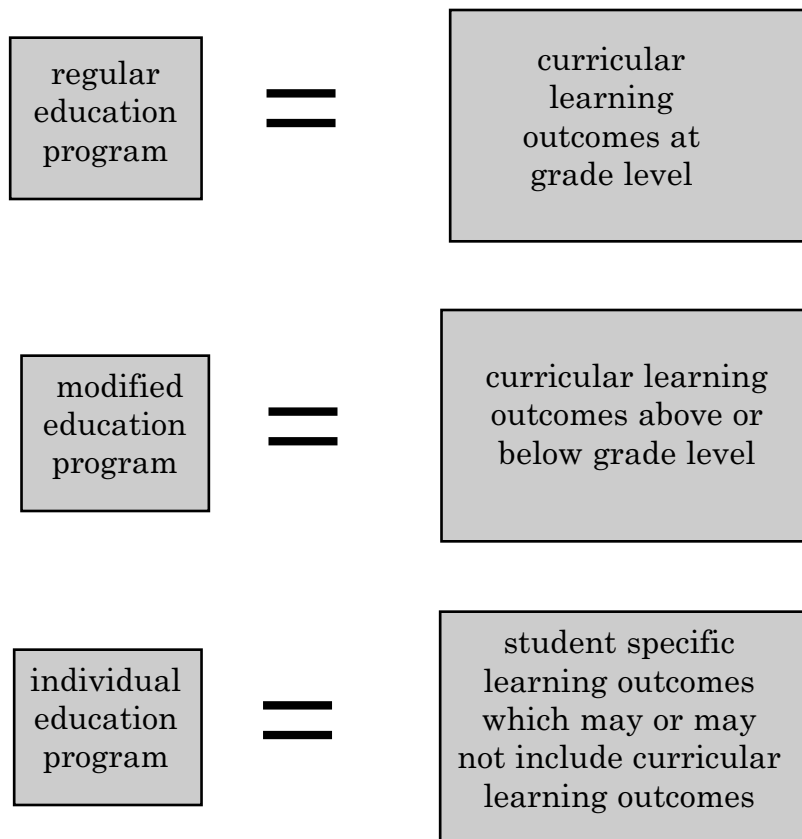 regular
education
program
=
curricular
learning
outcomes at
grade level
modified
education
program
=
curricular learning
outcomes above or
below grade level
individual
education
program
=
student specific
learning outcomes
which may or may
not include curricular
learning outcomes